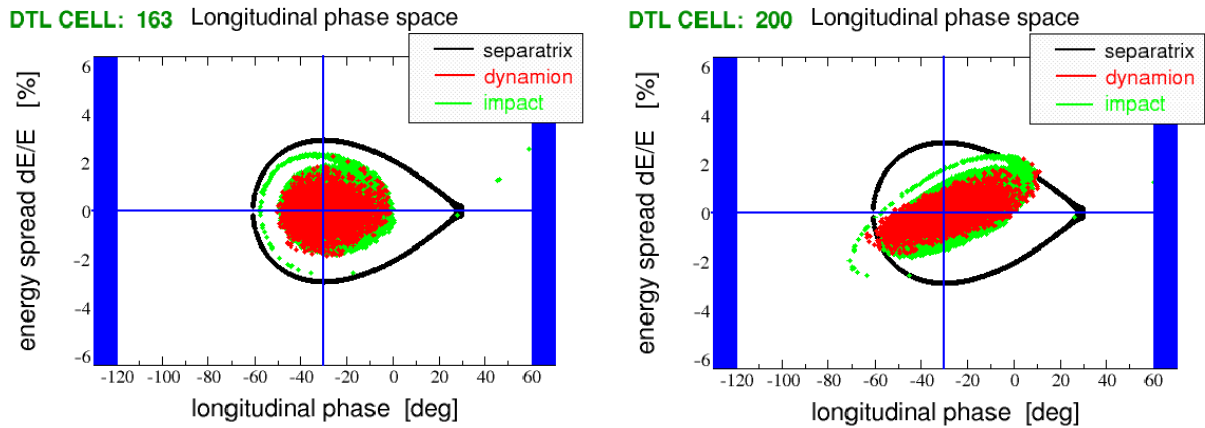 DTL CELL: 163 Longitudinal phase space
separatrix
dynamion
impact
energy spread dE/E [%]
6
4
2
0
-2
-4
-6
-120 -100 -80 -60 -40 -20 0 20 40 60
longitudinal phase [deg]
DTL CELL: 200 Longitudinal phase space
separatrix
dynamion
impact
energy spread dE/E [%]
6
4
2
0
-2
-4
-6
-120 -100 -80 -60 -40 -20 0 20 40 60
longitudinal phase [deg]